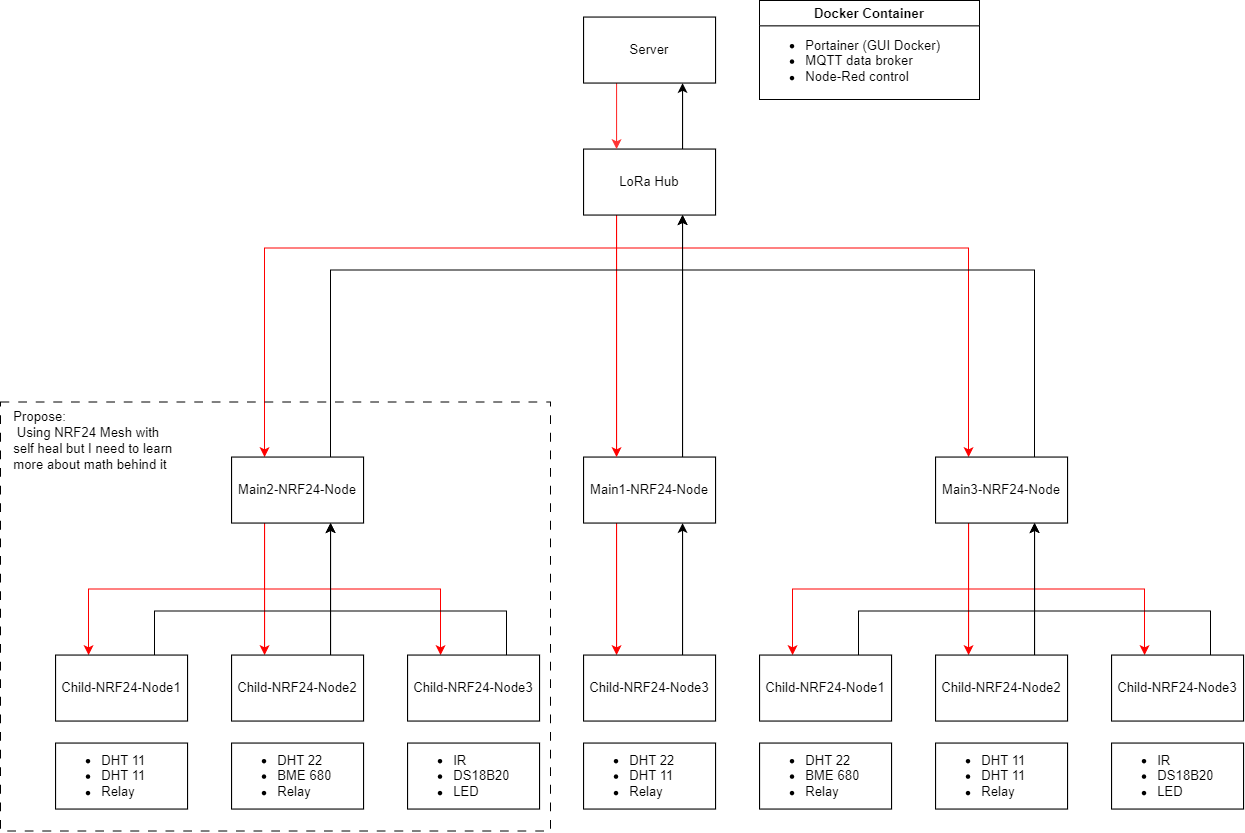 Server
Docker Container
Portainer (GUI Docker)
MQTT data broker
Node-Red control
LoRa Hub
Propose:
Using NRF24 Mesh with
self heal but I need to learn
more about math behind it
Main2-NRF24-Node
Main1-NRF24-Node
Main3-NRF24-Node
Child-NRF24-Node1
Child-NRF24-Node2
Child-NRF24-Node3
Child-NRF24-Node3
Child-NRF24-Node1
Child-NRF24-Node2
Child-NRF24-Node3
DHT 11
DHT 11
Relay
DHT 22
BME 680
Relay
IR
DS18B20
LED
DHT 22
DHT 11
Relay
DHT 22
BME 680
Relay
DHT 11
DHT 11
Relay
IR
DS18B20
LED